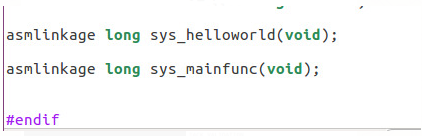 asmlinkage long sys_helloworld(void);
asmlinkage long sys_mainfunc(void);
#endif